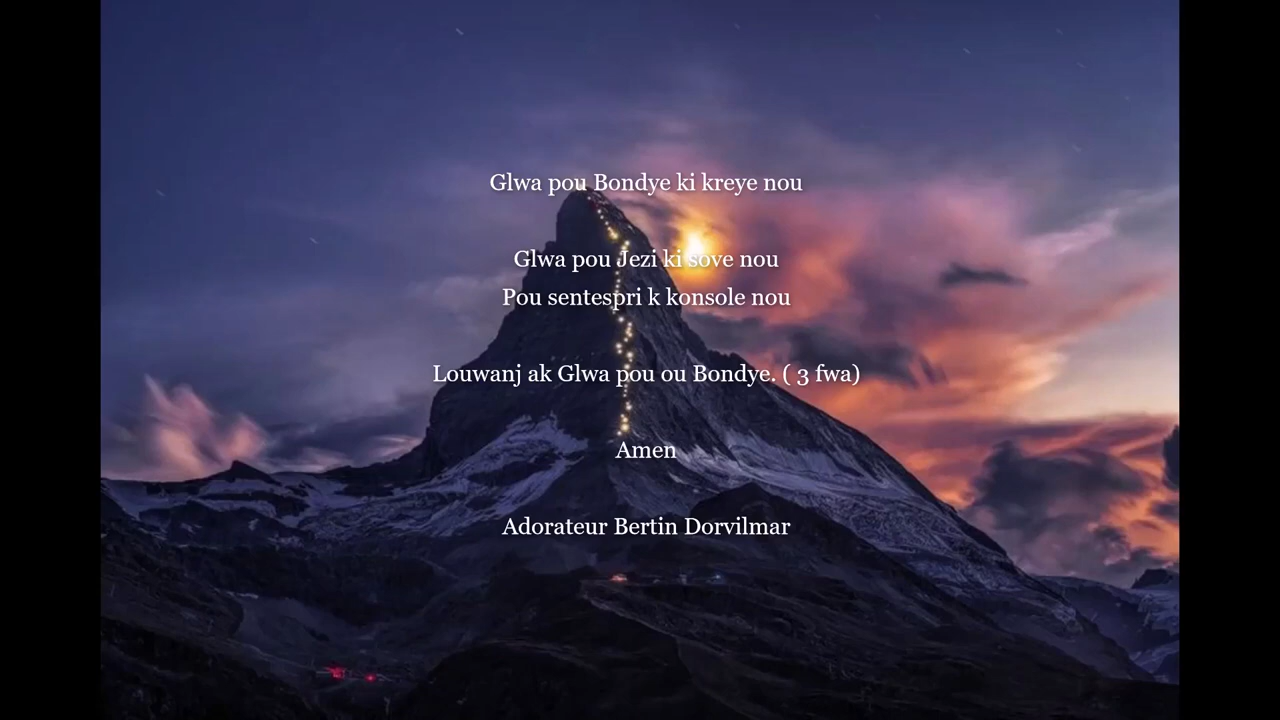 Glwa pou Bondye ki kreye nou
Glwa pou Jezi ki sove nou
Pou sentespri k konsole nou
Louwanj ak Glwa pou ou Bondye. ( 3 fwa)
Amen
Adorateur Bertin Dorvilmar